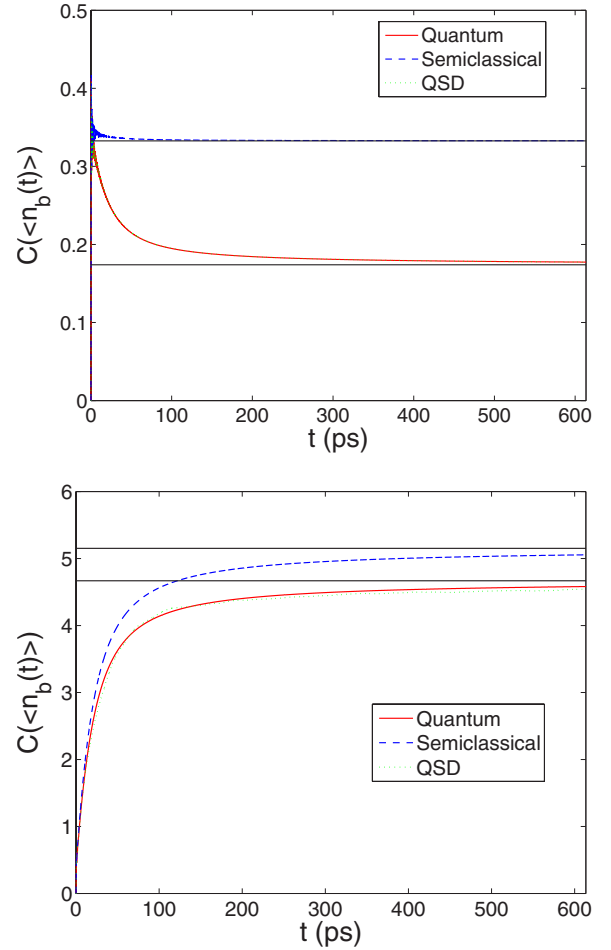 0.5
0.4
0.3
0.2
0.1
0
C(<n_b(t)>)
Quantum
Semiclassical
QSD
0 100 200 300 400 500 600
t (ps)
6
5
4
3
2
1
0
C(<n_b(t)>)
Quantum
Semiclassical
QSD
0 100 200 300 400 500 600
t (ps)